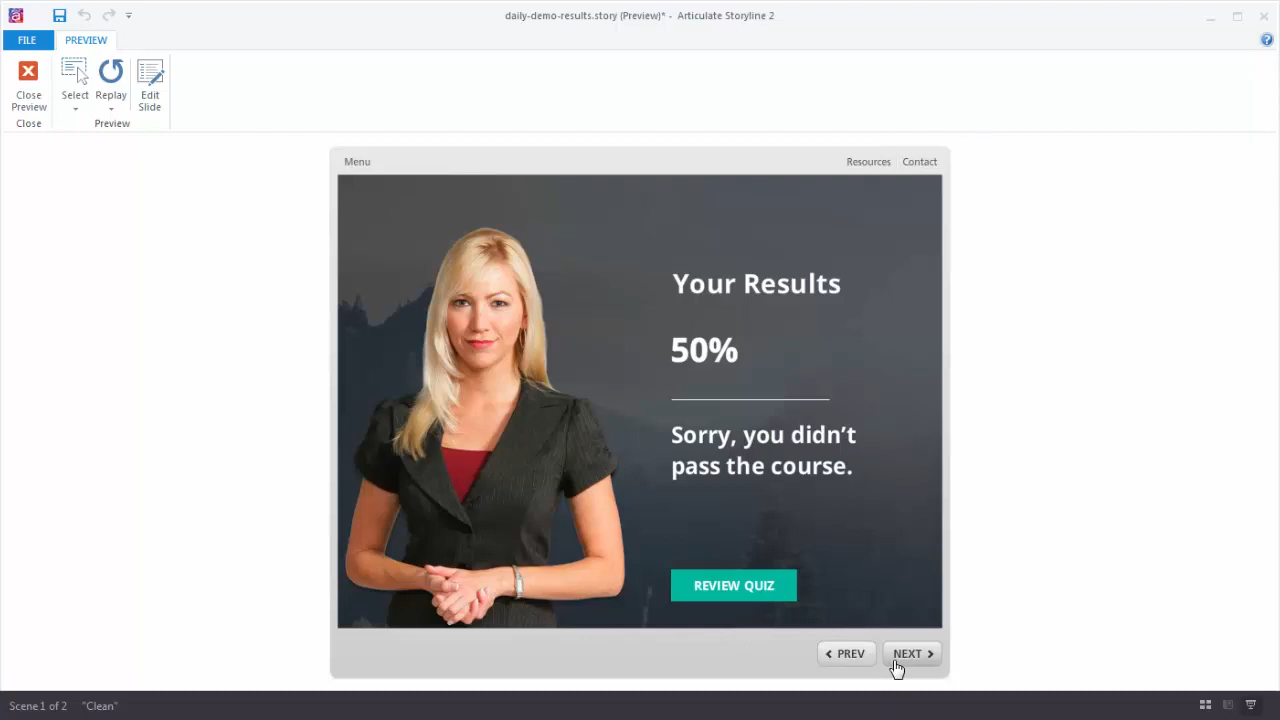 daily-demo-results.story (Preview)* - Articulate Storyline 2
FILE
PREVIEW
Close Preview
Select
Replay
Edit Slide
Close
Preview
Menu
Resources
Contact
Your Results
50%
Sorry, you didn't
pass the course.
REVIEW QUIZ
PREV
NEXT
Scene 1 of 2
"Clean"